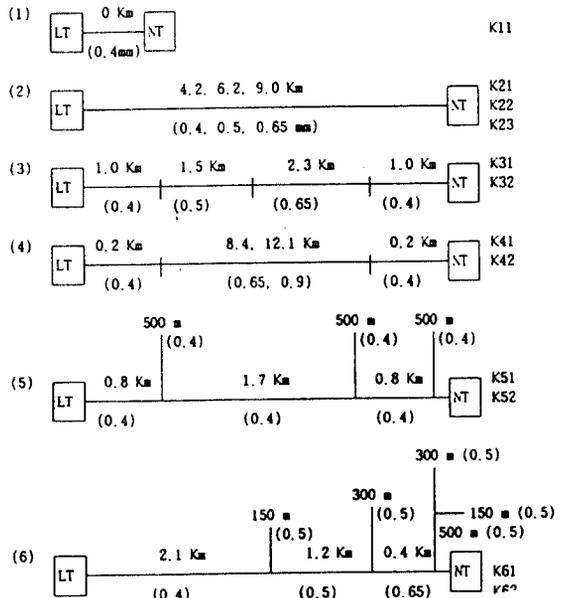 (1) LT 0 Km (0.4mm) NT K11
(2) LT 4.2, 6.2, 9.0 Km (0.4, 0.5, 0.65 mm) NT K21 K22 K23
(3) LT 1.0 Km 1.5 Km 2.3 Km 1.0 Km NT K31
(0.4) (0.5) (0.65) (0.4) K32
(4) LT 0.2 Km 8.4, 12.1 Km 0.2 Km NT K41
(0.4) (0.65, 0.9) (0.4) K42
500 m 500 m 500 m
(0.4) (0.4) (0.4)
(5) LT 0.8 Km 1.7 Km 0.8 Km NT K51
(0.4) (0.4) (0.4) K52
300 m (0.5)
300 m
150 m (0.5) 150 m (0.5)
(0.5) 500 m (0.5)
(6) LT 2.1 Km 1.2 Km 0.4 Km NT K61
(0.4) (0.5) (0.65) K62